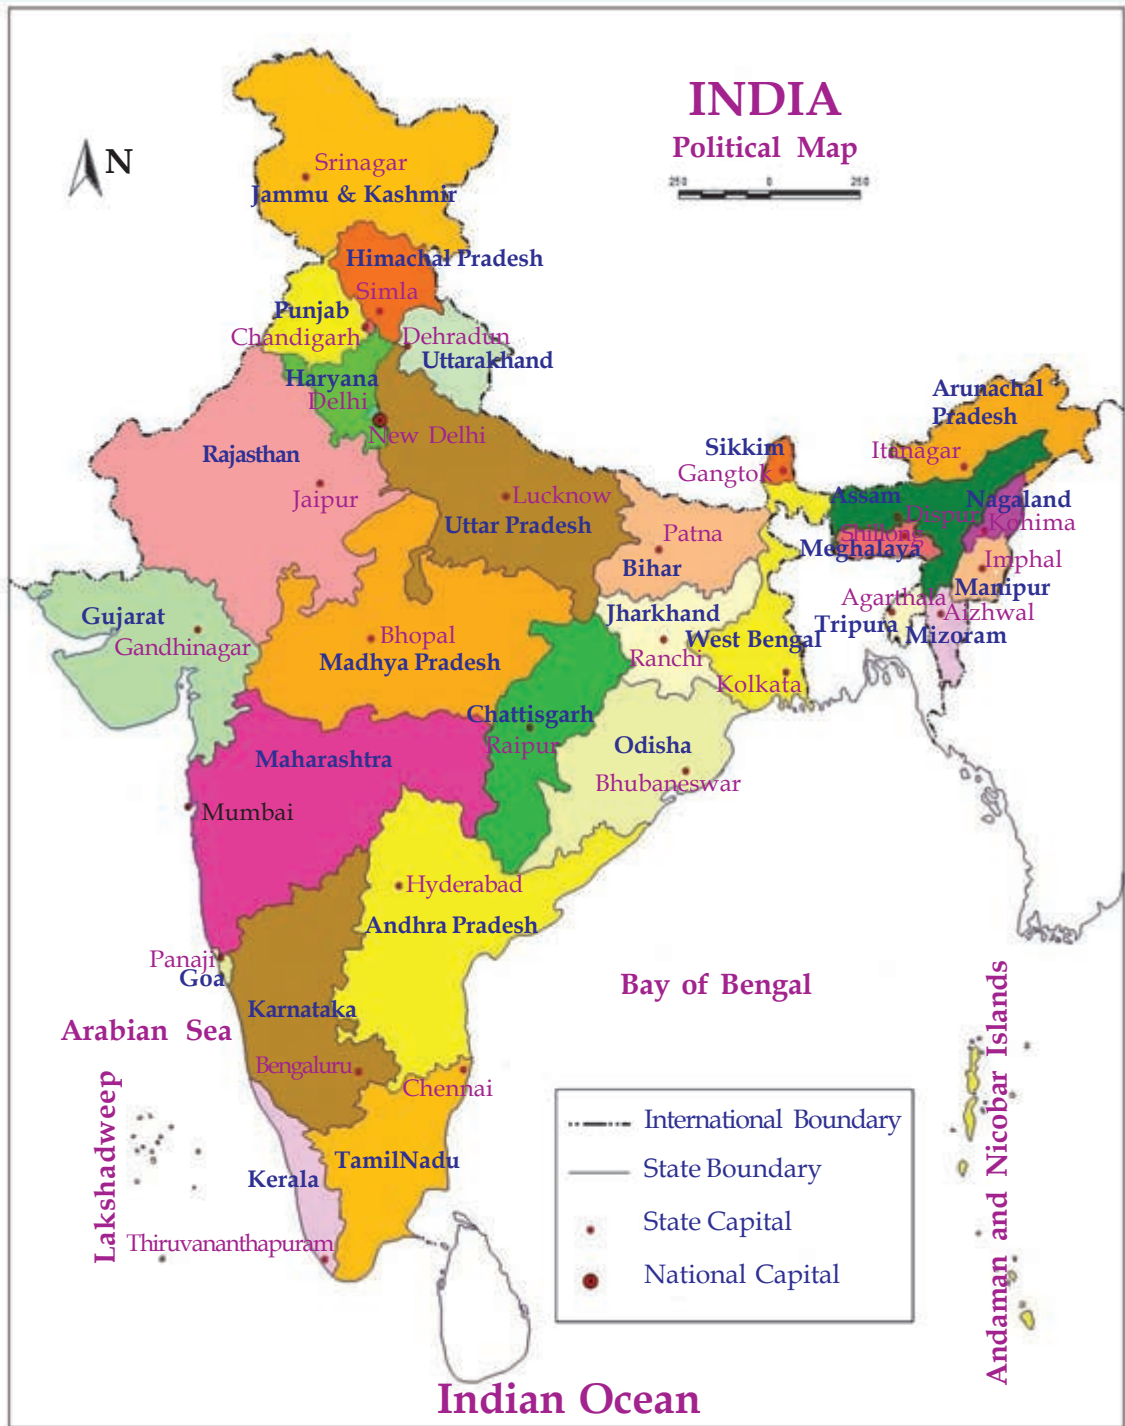 INDIA
Political Map
250 0 250
N
Srinagar
Jammu & Kashmir
Himachal Pradesh
Simla
Punjab
Chandigarh
Dehradun
Uttarakhand
Haryana
Delhi
New Delhi
Rajasthan
Jaipur
Lucknow
Uttar Pradesh
Arunachal
Pradesh
Itanagar
Sikkim
Gangtok
Assam
Dispur
Nagaland
Kohima
Shillong
Meghalaya
Imphal
Manipur
Patna
Bihar
Agarthala
Aizhwal
Tripura
Mizoram
Gujarat
Gandhinagar
Bhopal
Madhya Pradesh
Jharkhand
Ranchi
West Bengal
Kolkata
Chattisgarh
Raipur
Odisha
Bhubaneswar
Maharashtra
Mumbai
Hyderabad
Andhra Pradesh
Panaji
Goa
Karnataka
Bengaluru
Bay of Bengal
Arabian Sea
Lakshadweep
Chennai
TamilNadu
Kerala
Thiruvananthapuram
Andaman and Nicobar Islands
International Boundary
State Boundary
State Capital
National Capital
Indian Ocean